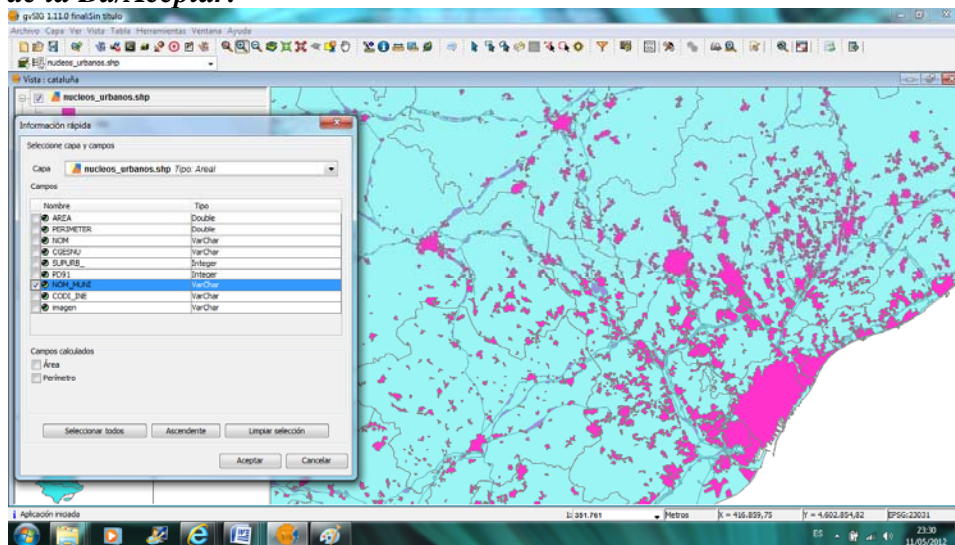 de la Bd/Aceptar.
gvSIG 1.11.0 final:Sin título
Archivo Capa Ver Vista Tabla Herramientas Ventana Ayuda
nucleos_urbanos.shp
Vista : cataluña
nucleos_urbanos.shp
Información rápida
Seleccione capa y campos
Capa nucleos_urbanos.shp Tipo: Areal
Campos
Nombre Tipo
AREA Double
PERIMETER Double
NOM VarChar
CGESNU VarChar
SUPURB_ Integer
PD91 Integer
NOM_MUNI VarChar
CODI_INE VarChar
imagen VarChar
Campos calculados
Área
Perímetro
Seleccionar todos Ascendente Limpiar selección
Aceptar Cancelar
Aplicación iniciada 1: 351.761 Metros X = 416.859,75 Y = 4.602.854,82 EPSG:23031
ES 23:30
11/05/2012